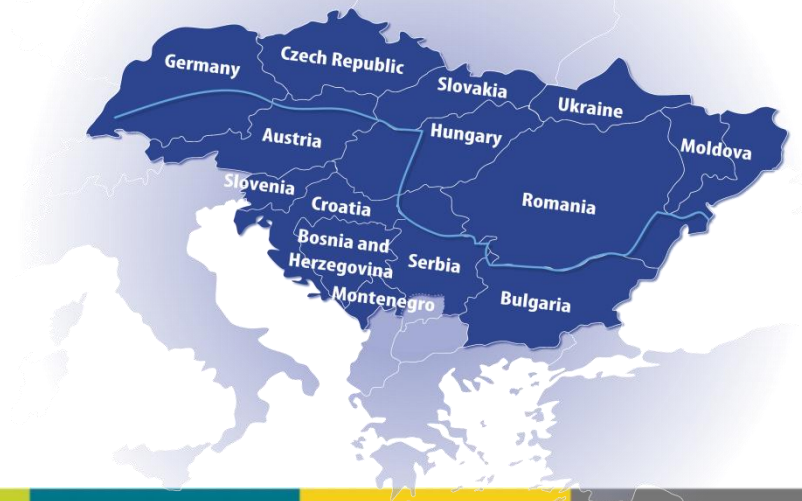 Germany
Czech Republic
Slovakia
Ukraine
Austria
Hungary
Moldova
Slovenia
Croatia
Romania
Bosnia and
Herzegovina
Serbia
Montenegro
Bulgaria